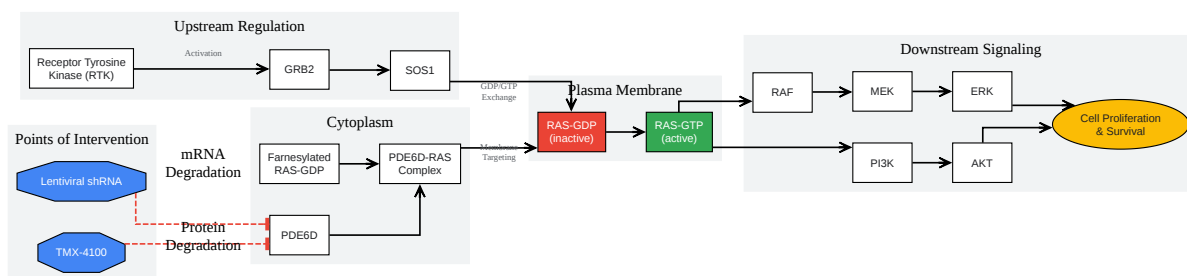 Upstream Regulation
Receptor Tyrosine
Kinase (RTK)
Activation
GRB2
SOS1
GDP/GTP
Exchange
Plasma Membrane
RAS-GDP
(inactive)
RAS-GTP
(active)
Membrane
Targeting
Downstream Signaling
RAF
MEK
ERK
PI3K
AKT
Cell Proliferation
& Survival
Points of Intervention
Lentiviral shRNA
TMX-4100
mRNA
Degradation
Protein
Degradation
Cytoplasm
Farnesylated
RAS-GDP
PDE6D-RAS
Complex
PDE6D